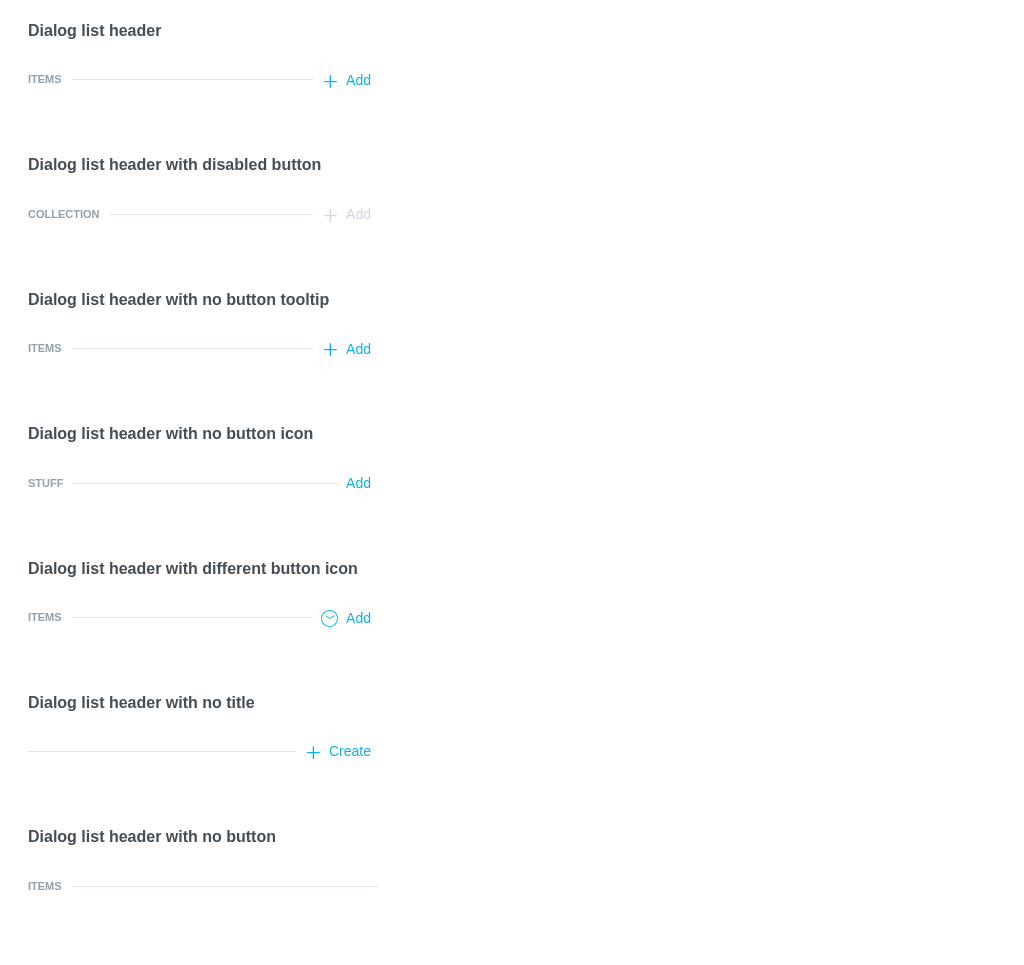 Dialog list header
ITEMS Add
Dialog list header with disabled button
COLLECTION Add
Dialog list header with no button tooltip
ITEMS Add
Dialog list header with no button icon
STUFF Add
Dialog list header with different button icon
ITEMS Add
Dialog list header with no title
Create
Dialog list header with no button
ITEMS